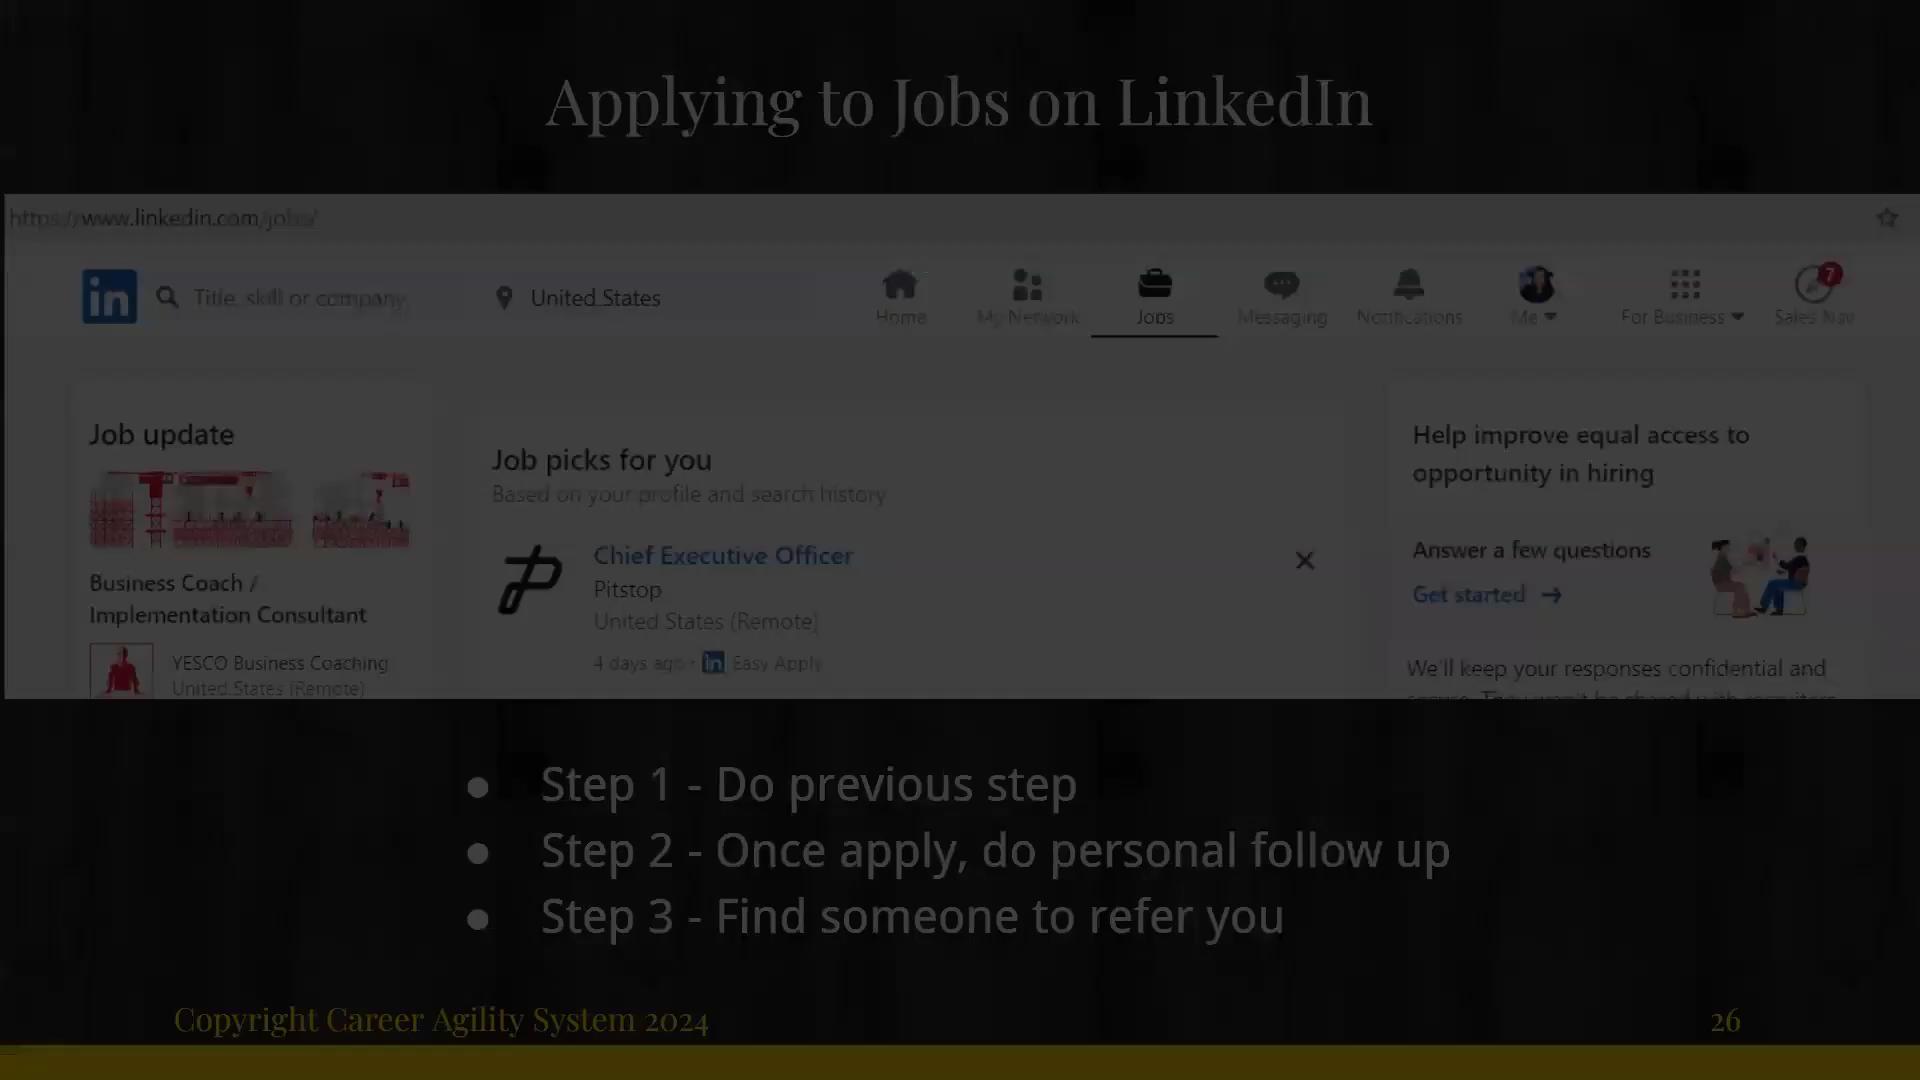 Applying to Jobs on LinkedIn
https://www.linkedin.com/jobs/
in
Title, skill or company
United States
Home
My Network
Jobs
Messaging
Notifications
Me
For Business
7
Sales Nav
Job update
Business Coach /
Implementation Consultant
YESCO Business Coaching
United States (Remote)
Job picks for you
Based on your profile and search history
Chief Executive Officer
Pitstop
United States (Remote)
4 days ago · in Easy Apply
Help improve equal access to
opportunity in hiring
Answer a few questions
Get started →
We'll keep your responses confidential and
● Step 1 - Do previous step
● Step 2 - Once apply, do personal follow up
● Step 3 - Find someone to refer you
Copyright Career Agility System 2024
26